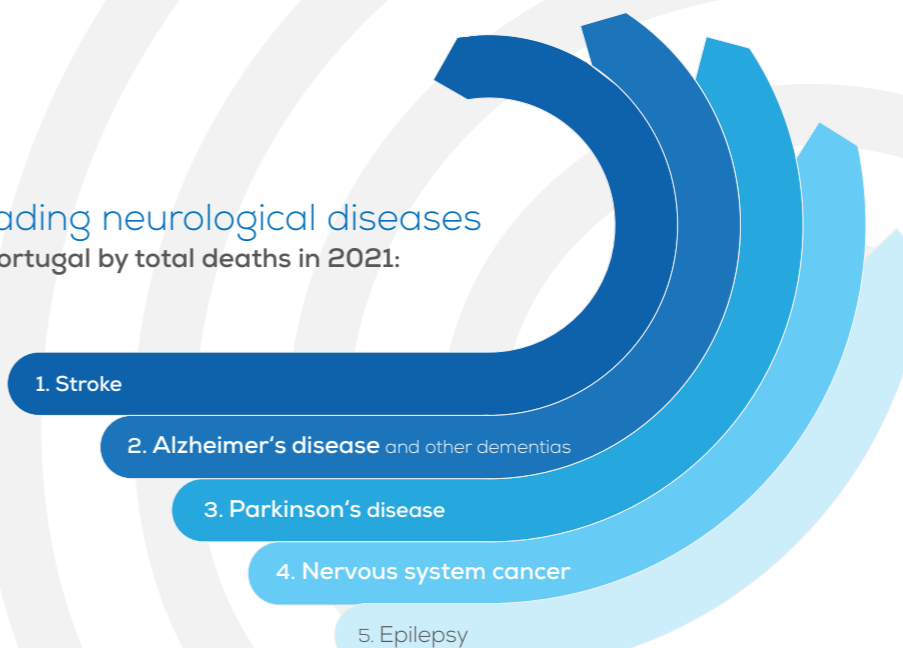 ading neurological diseases
ortugal by total deaths in 2021:
1. Stroke
2. Alzheimer‘s disease and other dementias
3. Parkinson‘s disease
4. Nervous system cancer
5. Epilepsy